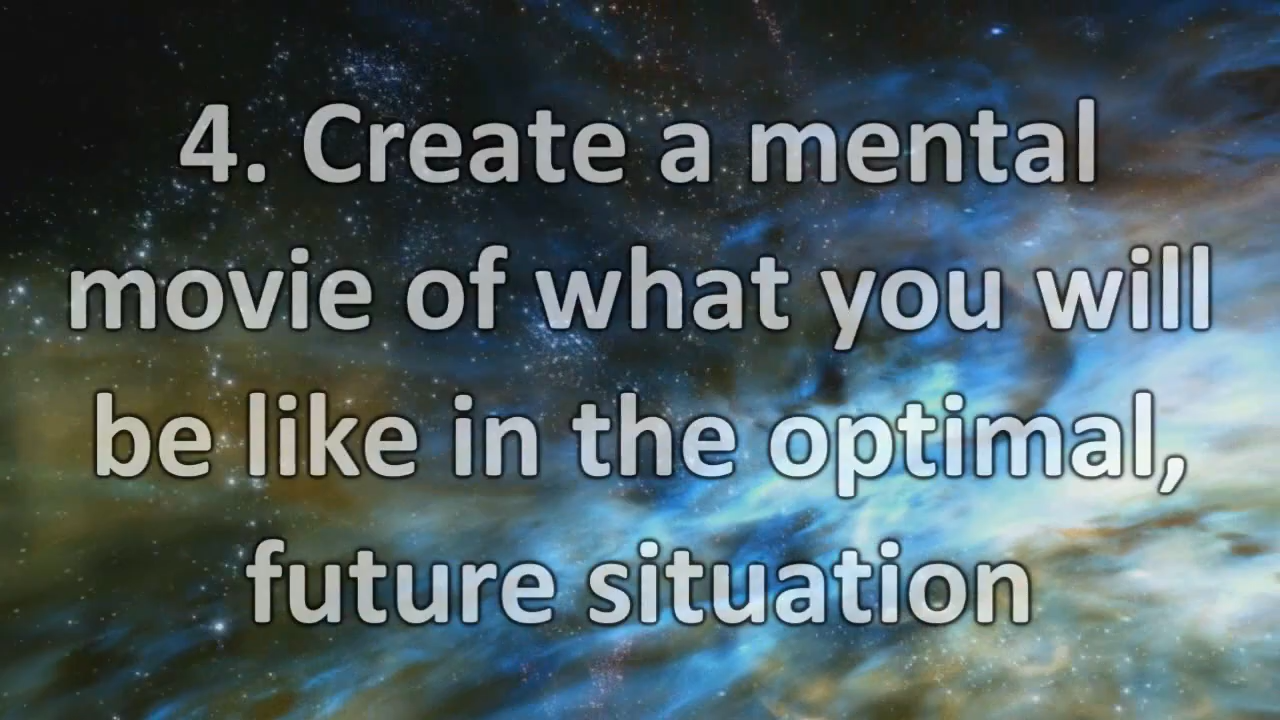 4. Create a mental
movie of what you will
be like in the optimal,
future situation